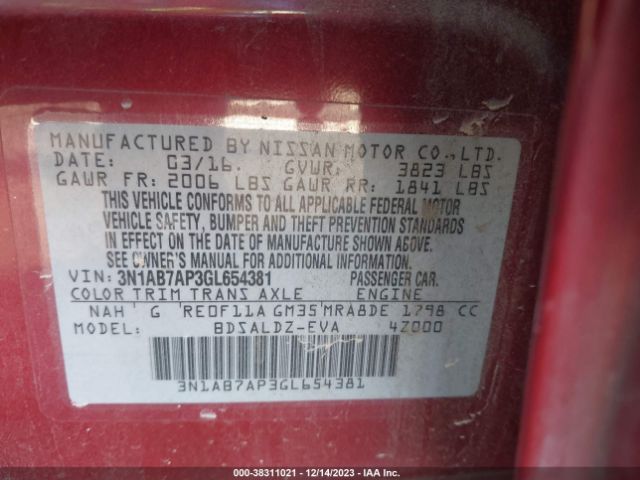 MANUFACTURED BY NISSAN MOTOR CO., LTD.
DATE: 03/16. GVWR: 3823 LBS
GAWR FR: 2006 LBS GAWR RR: 1841 LBS
THIS VEHICLE CONFORMS TO ALL APPLICABLE FEDERAL MOTOR
VEHICLE SAFETY, BUMPER AND THEFT PREVENTION STANDARDS
IN EFFECT ON THE DATE OF MANUFACTURE SHOWN ABOVE.
SEE OWNER'S MANUAL FOR ADDITIONAL INFORMATION.
VIN: 3N1AB7AP3GL654381 PASSENGER CAR.
COLOR TRIM TRANS AXLE ENGINE
NAH G RE0F11A GM35 MRA8DE 1798 CC
MODEL: BDSALDZ-EVA 4Z000
3N1AB7AP3GL654381
000-38311021 | 12/14/2023 | IAA Inc.